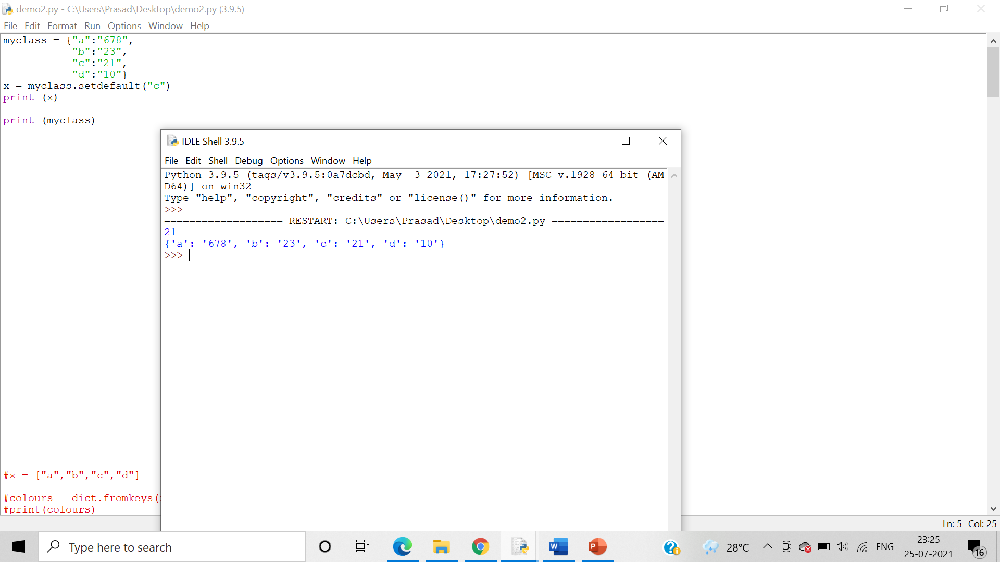 demo2.py - C:\Users\Prasad\Desktop\demo2.py (3.9.5)
File Edit Format Run Options Window Help
myclass = {"a":"678",
"b":"23",
"c":"21",
"d":"10"}
x = myclass.setdefault("c")
print (x)
print (myclass)
IDLE Shell 3.9.5
File Edit Shell Debug Options Window Help
Python 3.9.5 (tags/v3.9.5:0a7dcbd, May  3 2021, 17:27:52) [MSC v.1928 64 bit (AM
D64)] on win32
Type "help", "copyright", "credits" or "license()" for more information.
>>>
=================== RESTART: C:\Users\Prasad\Desktop\demo2.py ==================
21
{'a': '678', 'b': '23', 'c': '21', 'd': '10'}
>>>
#x = ["a","b","c","d"]
#colours = dict.fromkeys(
#print(colours)
Ln: 5 Col: 25
Type here to search
28°C
ENG
23:25
25-07-2021
16